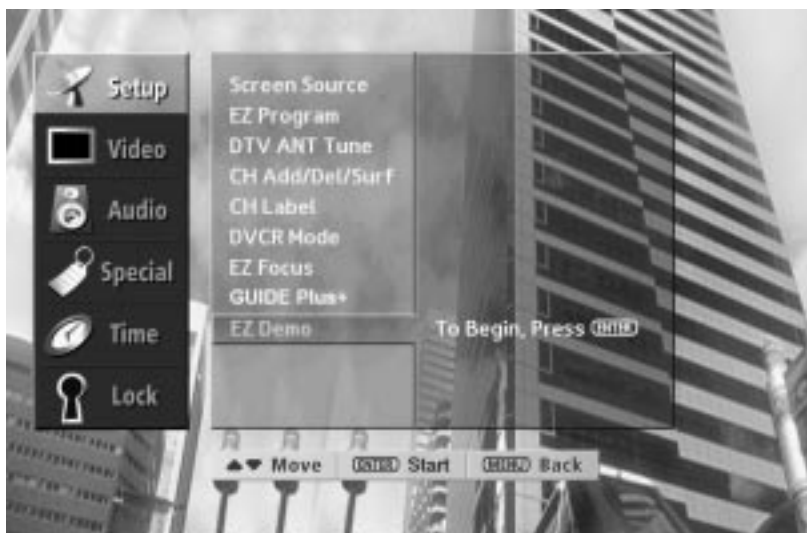 Setup
Video
Audio
Special
Time
Lock
Screen Source
EZ Program
DTV ANT Tune
CH Add/Del/Surf
CH Label
DVCR Mode
EZ Focus
GUIDE Plus+
EZ Demo
To Begin, Press ENTER
Move ENTER Start MENU Back